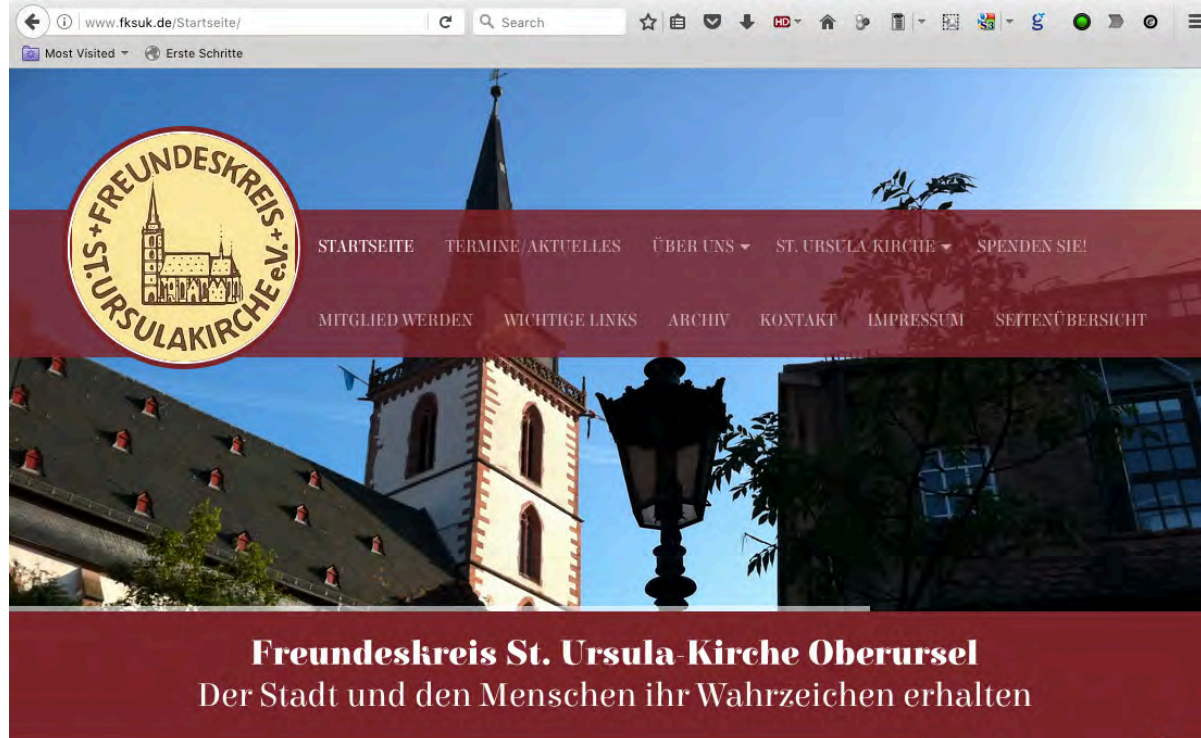 www.fksuk.de/Startseite/
Search
HD
S3
g
Most Visited
Erste Schritte
+FREUNDESKREIS+
ST. URSULAKIRCHE e.V.
STARTSEITE TERMINE/AKTUELLES ÜBER UNS ST. URSULA-KIRCHE SPENDEN SIE!
MITGLIED WERDEN WICHTIGE LINKS ARCHIV KONTAKT IMPRESSUM SEITENÜBERSICHT
Freundeskreis St. Ursula-Kirche Oberursel
Der Stadt und den Menschen ihr Wahrzeichen erhalten